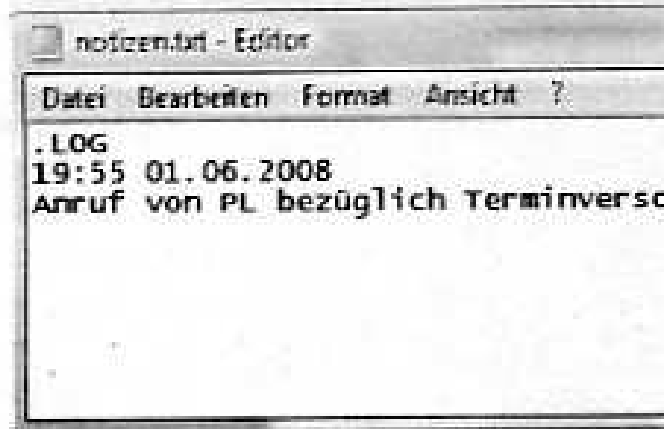 notizen.txt - Editor
Datei Bearbeiten Format Ansicht ?
.LOG
19:55 01.06.2008
Anruf von PL bezüglich Terminversc